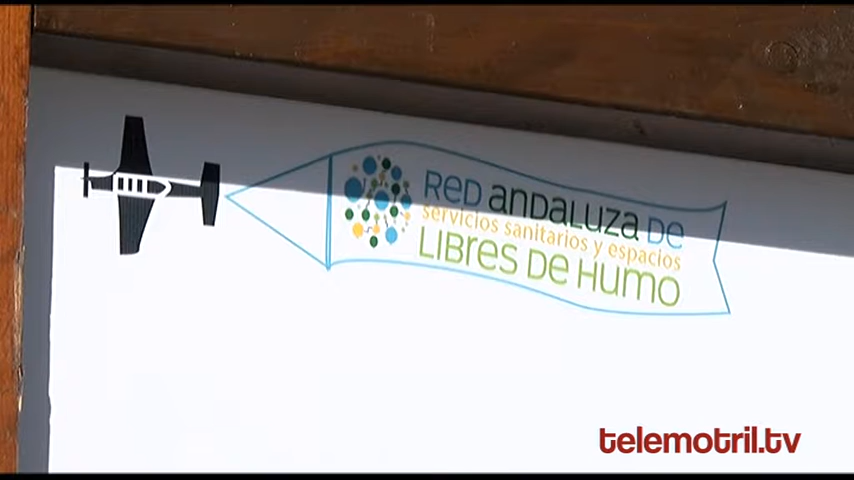 RED ANDALUZA DE
servicios sanitarios y espacios
LIBRES DE HUMO
telemotril.tv